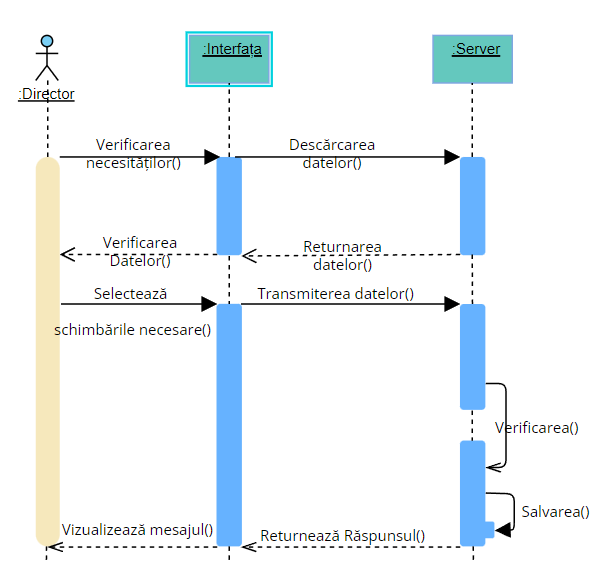 :Interfața
:Server
:Director
Verificarea
necesităților()
Descărcarea
datelor()
Verificarea
Datelor()
Returnarea
datelor()
Selectează
schimbările necesare()
Transmiterea datelor()
Verificarea()
Salvarea()
Vizualizează mesajul()
Returnează Răspunsul()